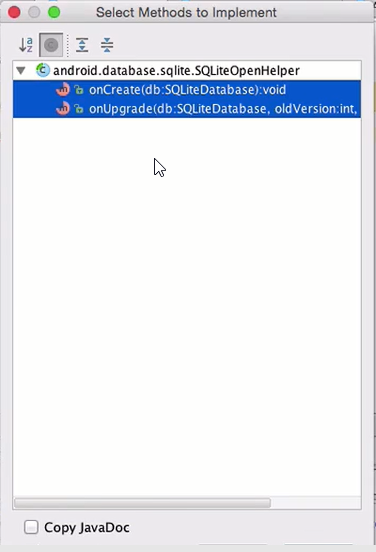 Select Methods to Implement
android.database.sqlite.SQLiteOpenHelper
onCreate(db:SQLiteDatabase):void
onUpgrade(db:SQLiteDatabase, oldVersion:int,
Copy JavaDoc